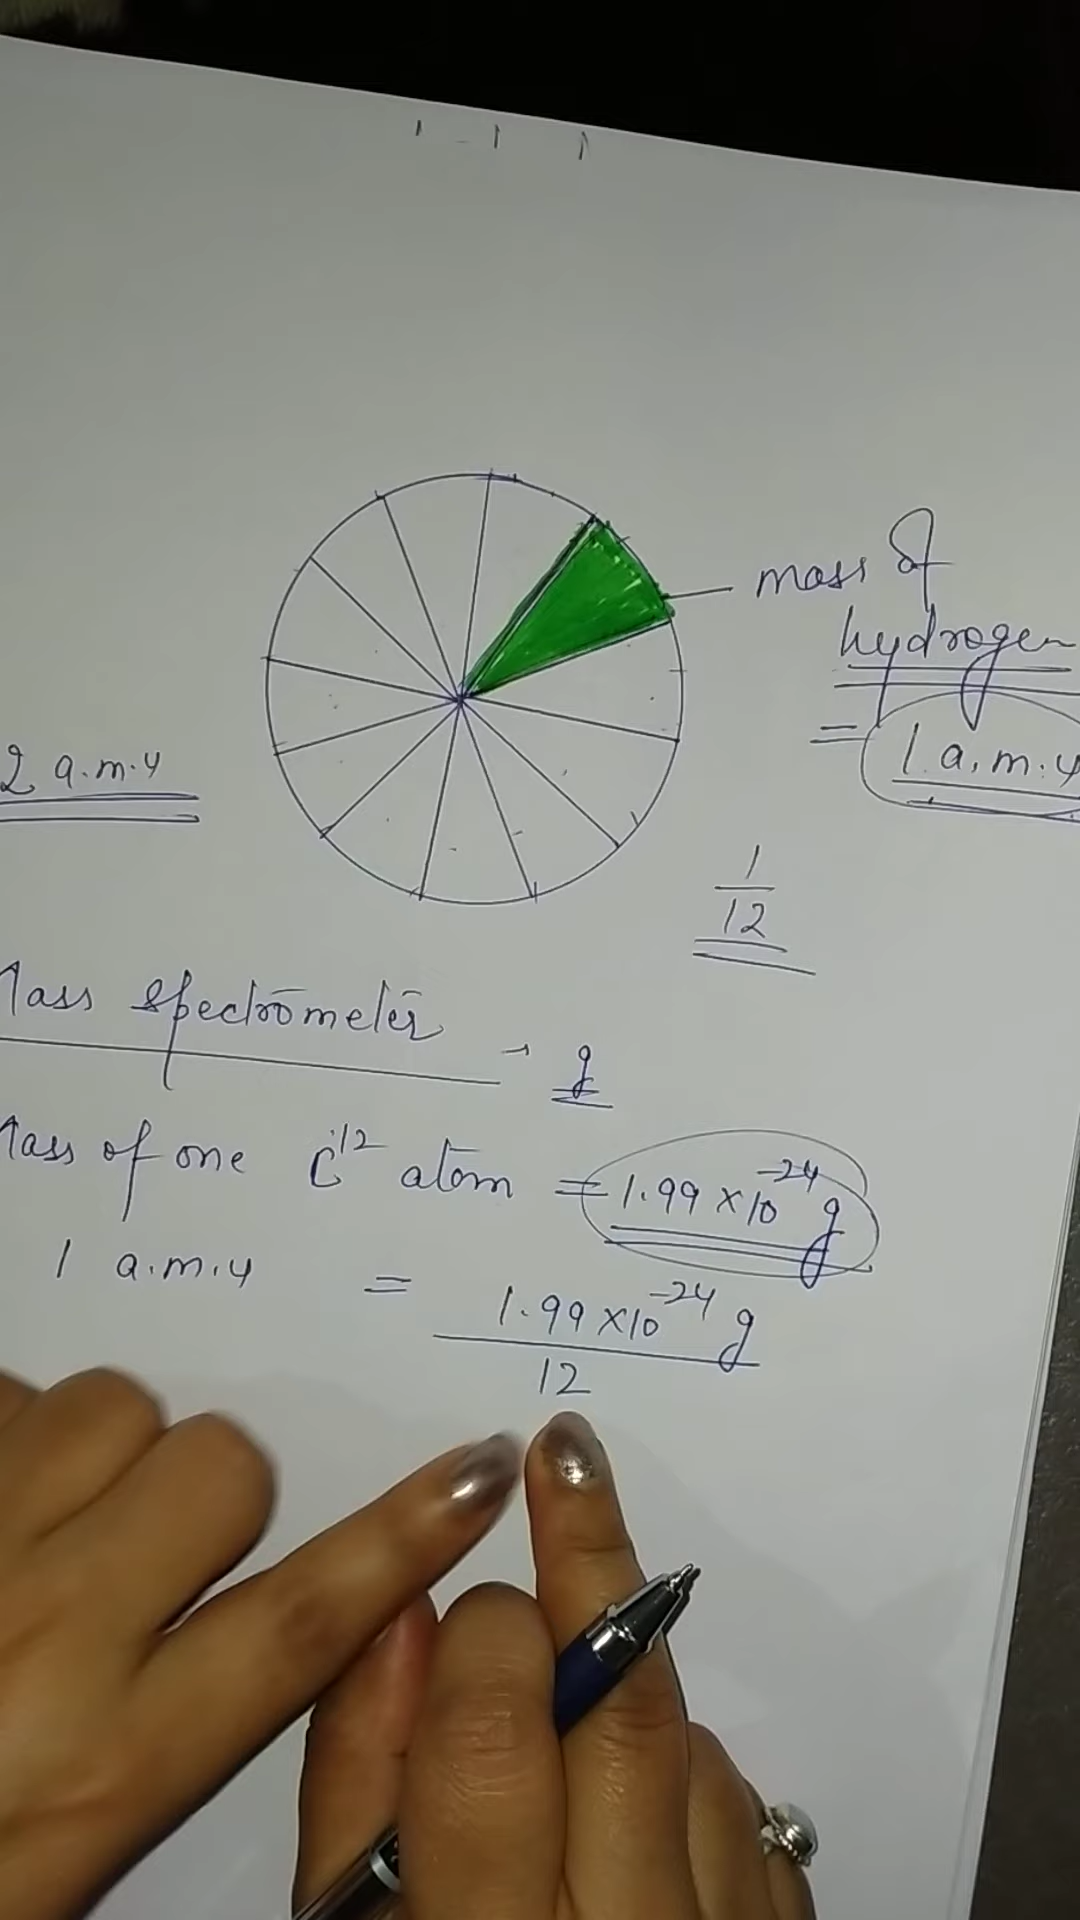 mass of
hydrogen
= 1 a.m.u
2 a.m.u
1
12
Mass spectrometer → g
Mass of one C12 atom = 1.99 × 10-24 g
1 a.m.u = 1.99 × 10-24 g
12